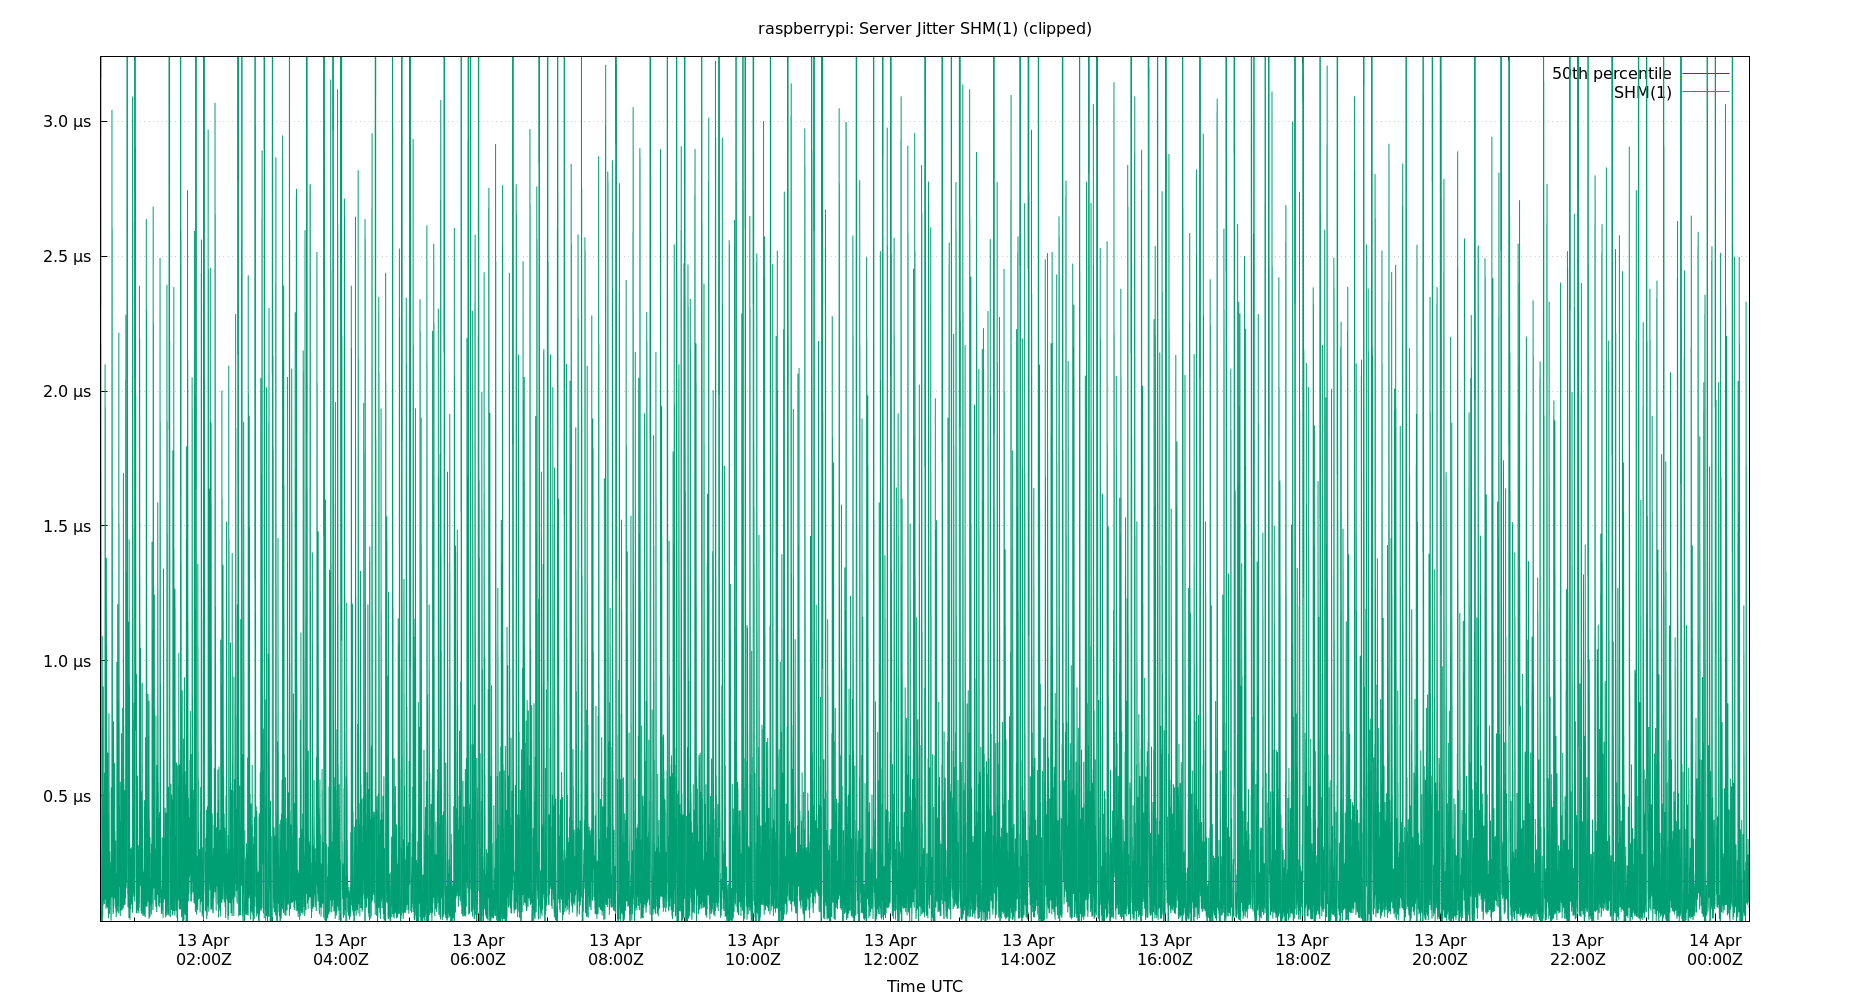 raspberrypi: Server Jitter SHM(1) (clipped)
50th percentile
SHM(1)
3.0 µs
2.5 µs
2.0 µs
1.5 µs
1.0 µs
0.5 µs
13 Apr 13 Apr 13 Apr 13 Apr 13 Apr 13 Apr 13 Apr 13 Apr 13 Apr 13 Apr 13 Apr 14 Apr
02:00Z 04:00Z 06:00Z 08:00Z 10:00Z 12:00Z 14:00Z 16:00Z 18:00Z 20:00Z 22:00Z 00:00Z
Time UTC